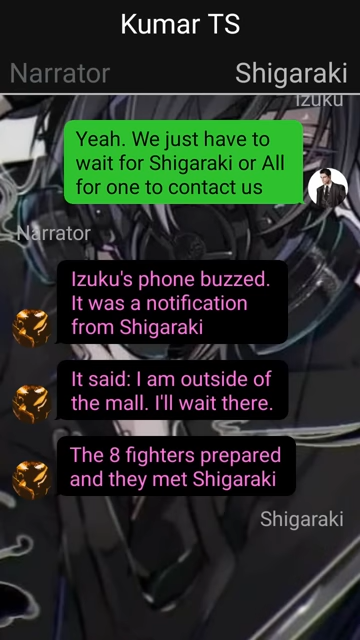 Kumar TS
Narrator
Shigaraki
Izuku
Yeah. We just have to
wait for Shigaraki or All
for one to contact us
Narrator
Izuku's phone buzzed.
It was a notification
from Shigaraki
It said: I am outside of
the mall. I'll wait there.
The 8 fighters prepared
and they met Shigaraki
Shigaraki